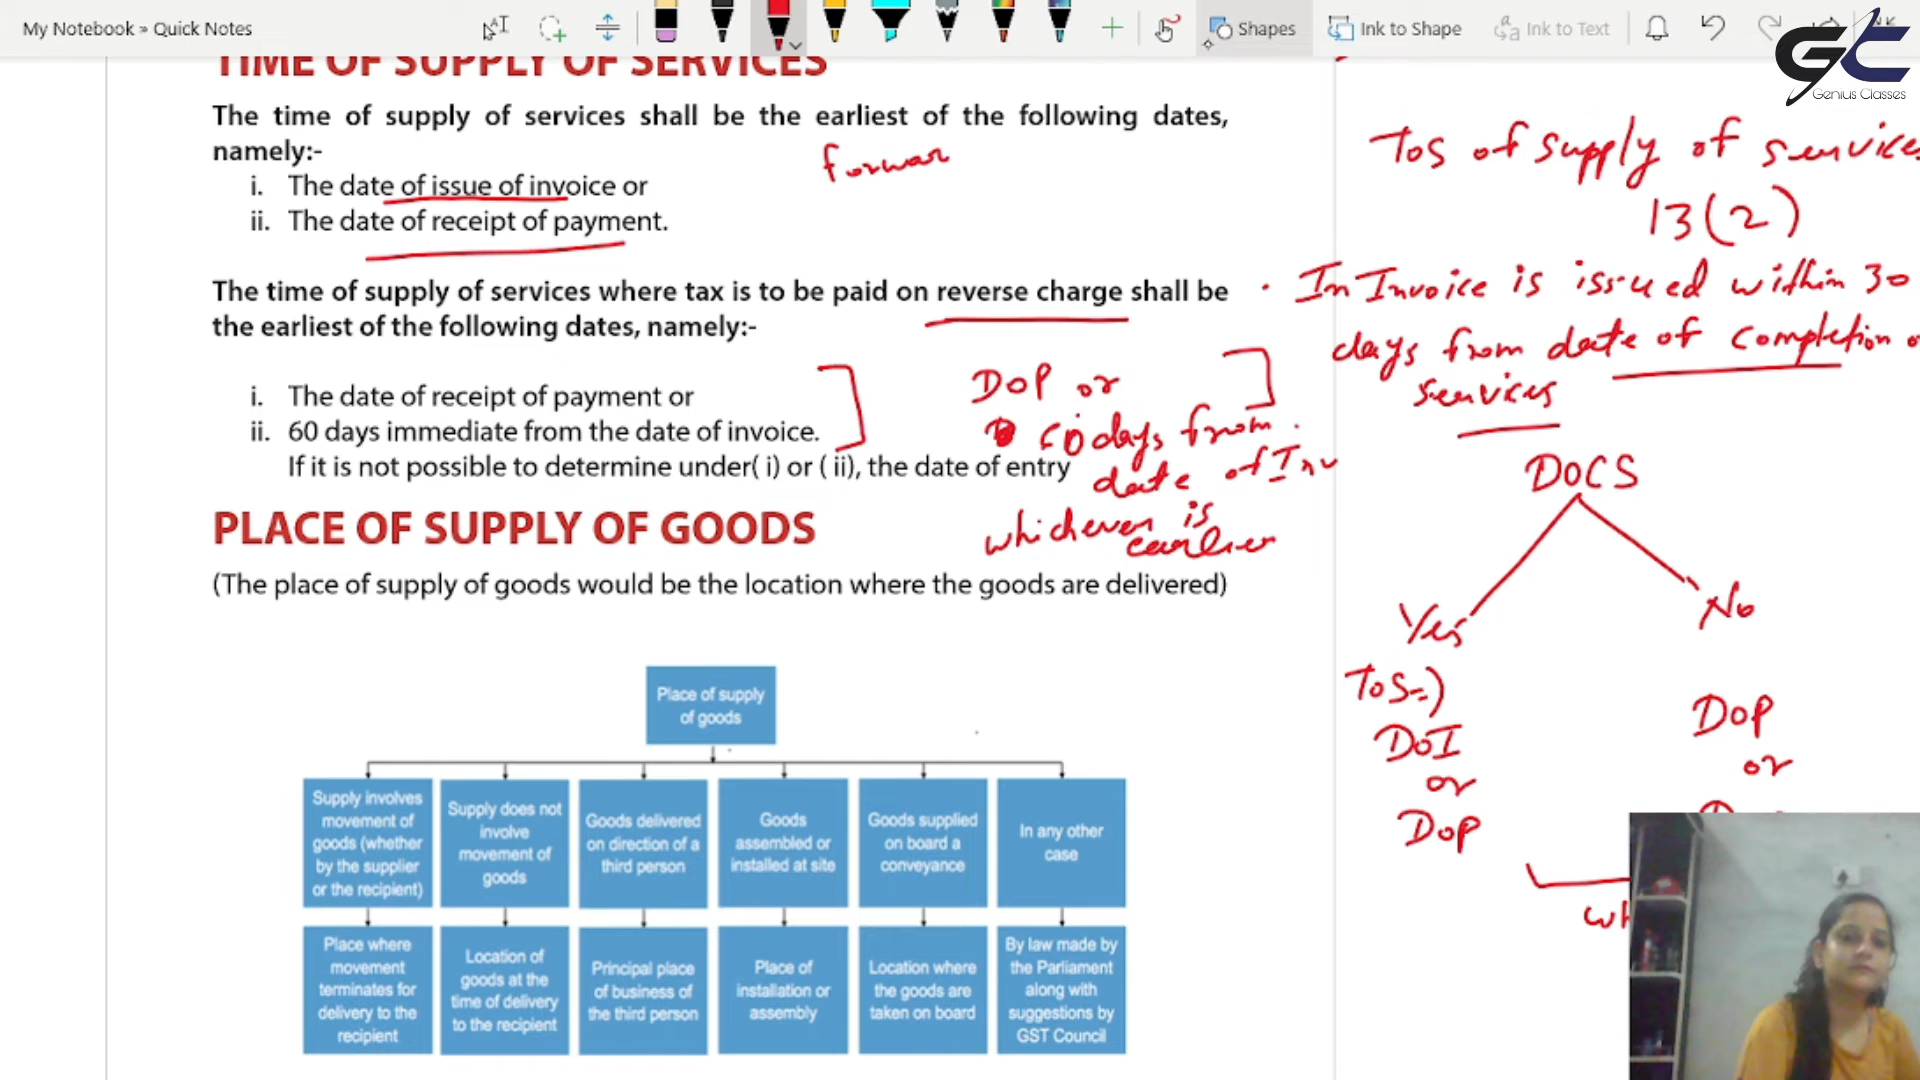 My Notebook » Quick Notes
Shapes
Ink to Shape
Ink to Text
GC
Genius Classes
TIME OF SUPPLY OF SERVICES
The time of supply of services shall be the earliest of the following dates,
namely:-
forwar
i. The date of issue of invoice or
ii. The date of receipt of payment.
The time of supply of services where tax is to be paid on reverse charge shall be
the earliest of the following dates, namely:-
i. The date of receipt of payment or
ii. 60 days immediate from the date of invoice.
If it is not possible to determine under( i) or ( ii), the date of entry
DOP or
60 days from
date of Inv
whichever is
earlier
PLACE OF SUPPLY OF GOODS
(The place of supply of goods would be the location where the goods are delivered)
Place of supply
of goods
Supply involves
movement of
goods (whether
by the supplier
or the recipient)
Supply does not
involve
movement of
goods
Goods delivered
on direction of a
third person
Goods
assembled or
installed at site
Goods supplied
on board a
conveyance
In any other
case
Place where
movement
terminates for
delivery to the
recipient
Location of
goods at the
time of delivery
to the recipient
Principal place
of business of
the third person
Place of
installation or
assembly
Location where
the goods are
taken on board
By law made by
the Parliament
along with
suggestions by
GST Council
TOS of supply of services
13(2)
In Invoice is issued within 30
days from date of completion o
services
DOCS
Yes
No
TOS=)
DOI
or
DOP
DOP
or
wh